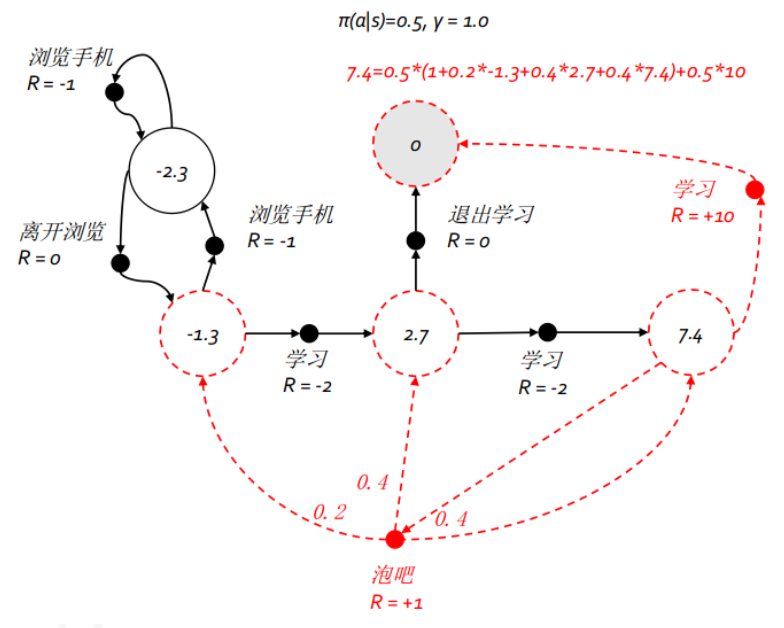 π(a|s)=0.5, γ = 1.0
7.4=0.5*(1+0.2*-1.3+0.4*2.7+0.4*7.4)+0.5*10
浏览手机
R = -1
0
-2.3
学习
R = +10
浏览手机
R = -1
退出学习
R = 0
离开浏览
R = 0
-1.3
2.7
7.4
学习
R = -2
学习
R = -2
0.4
0.2
0.4
泡吧
R = +1